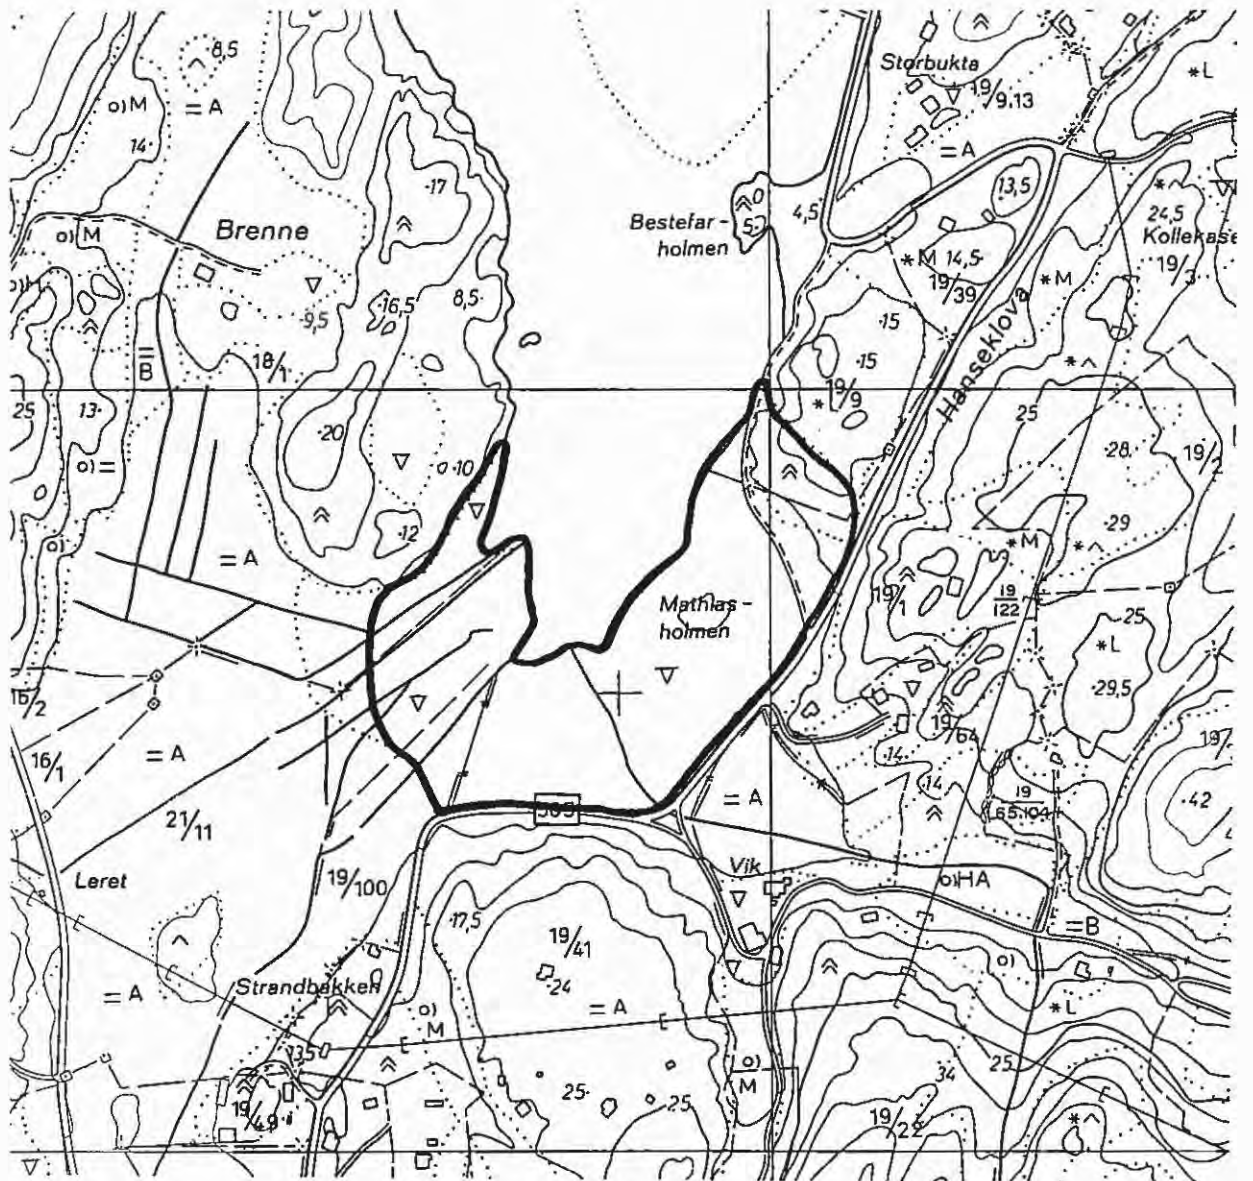 8,5
Storbukta
*L
o) M
= A
19/9.13
14
17
= A
13,5
0
5
4,5
Bestefar-
holmen
24,5
Kollekase
Brenne
o) M
*M 14,5
19/39
*M
19/3
16,5
8,5
9,5
15
Hanseklova
= B
18/1
15
19/9
25
13
20
25
28
19/2
o) =
10
12
29
*M
= A
19/1
19/122
Mathias-
holmen
25
*L
29,5
16/2
19/64
16/1
= A
14
14
42
= A
21/11
19
65.104
Leret
19/100
Vik
o) HA
17,5
= B
19/41
24
= A
Strandbakken
= A
o)
M
o)
*L
13,5
25
34
25
o)
M
25
19/49
19/22